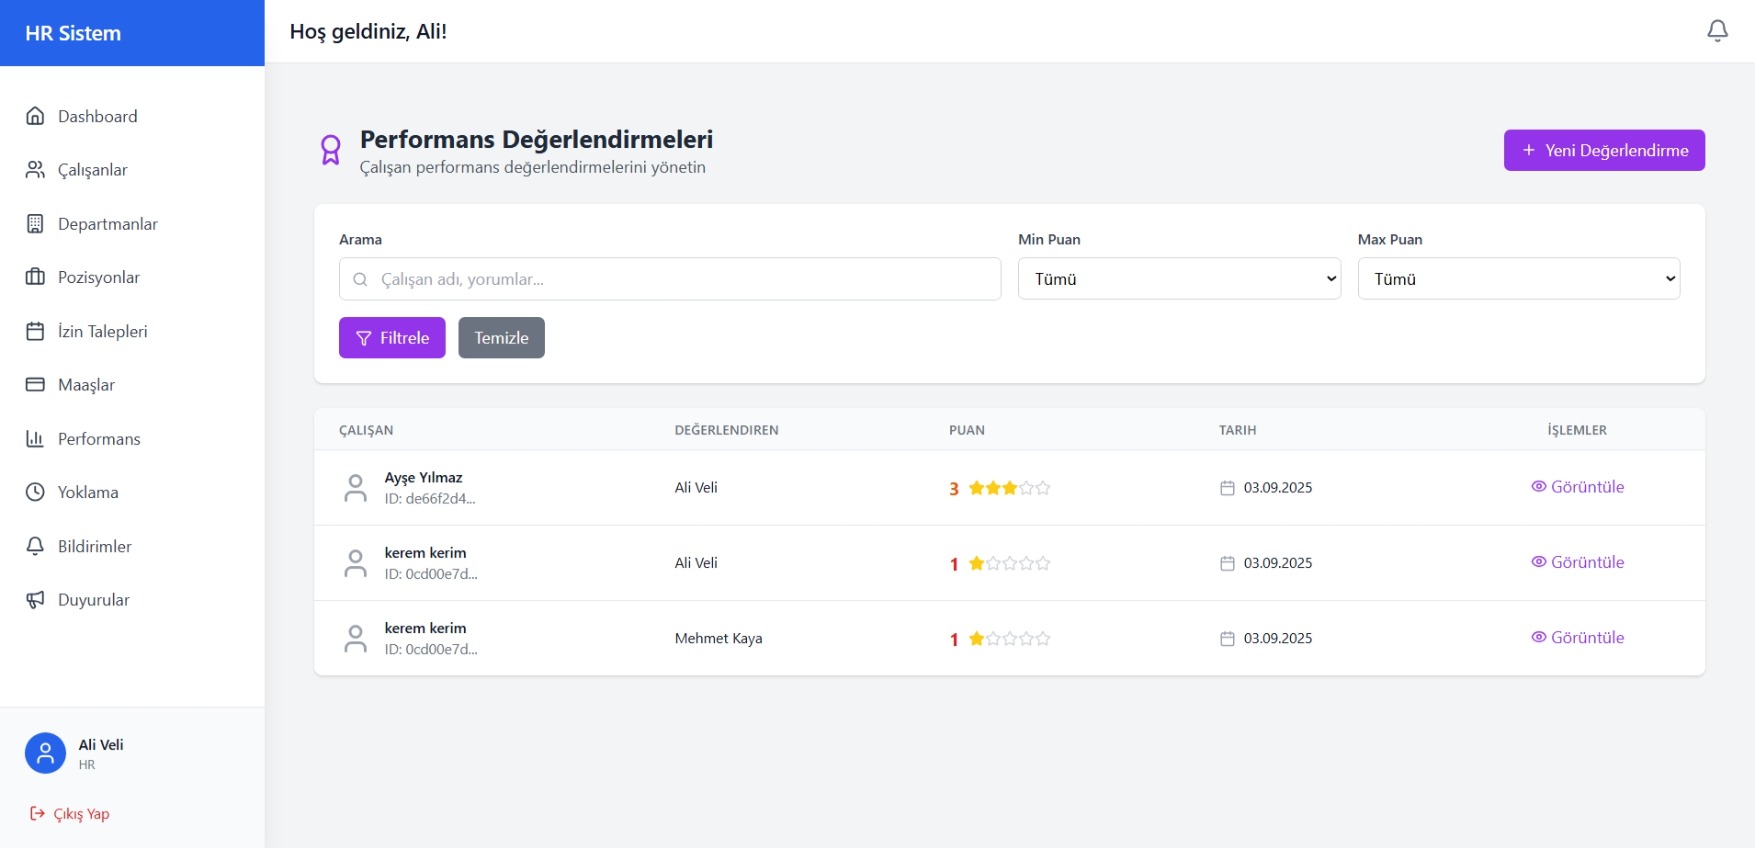 HR Sistem
Hoş geldiniz, Ali!
Dashboard
Çalışanlar
Departmanlar
Pozisyonlar
İzin Talepleri
Maaşlar
Performans
Yoklama
Bildirimler
Duyurular
Ali Veli
HR
Çıkış Yap
Performans Değerlendirmeleri
Çalışan performans değerlendirmelerini yönetin
+ Yeni Değerlendirme
Arama
Çalışan adı, yorumlar...
Min Puan
Tümü
Max Puan
Tümü
Filtrele
Temizle
ÇALIŞAN DEĞERLENDIREN PUAN TARIH İŞLEMLER
Ayşe Yılmaz
ID: de66f2d4...
Ali Veli
3
03.09.2025
Görüntüle
kerem kerim
ID: 0cd00e7d...
Ali Veli
1
03.09.2025
Görüntüle
kerem kerim
ID: 0cd00e7d...
Mehmet Kaya
1
03.09.2025
Görüntüle